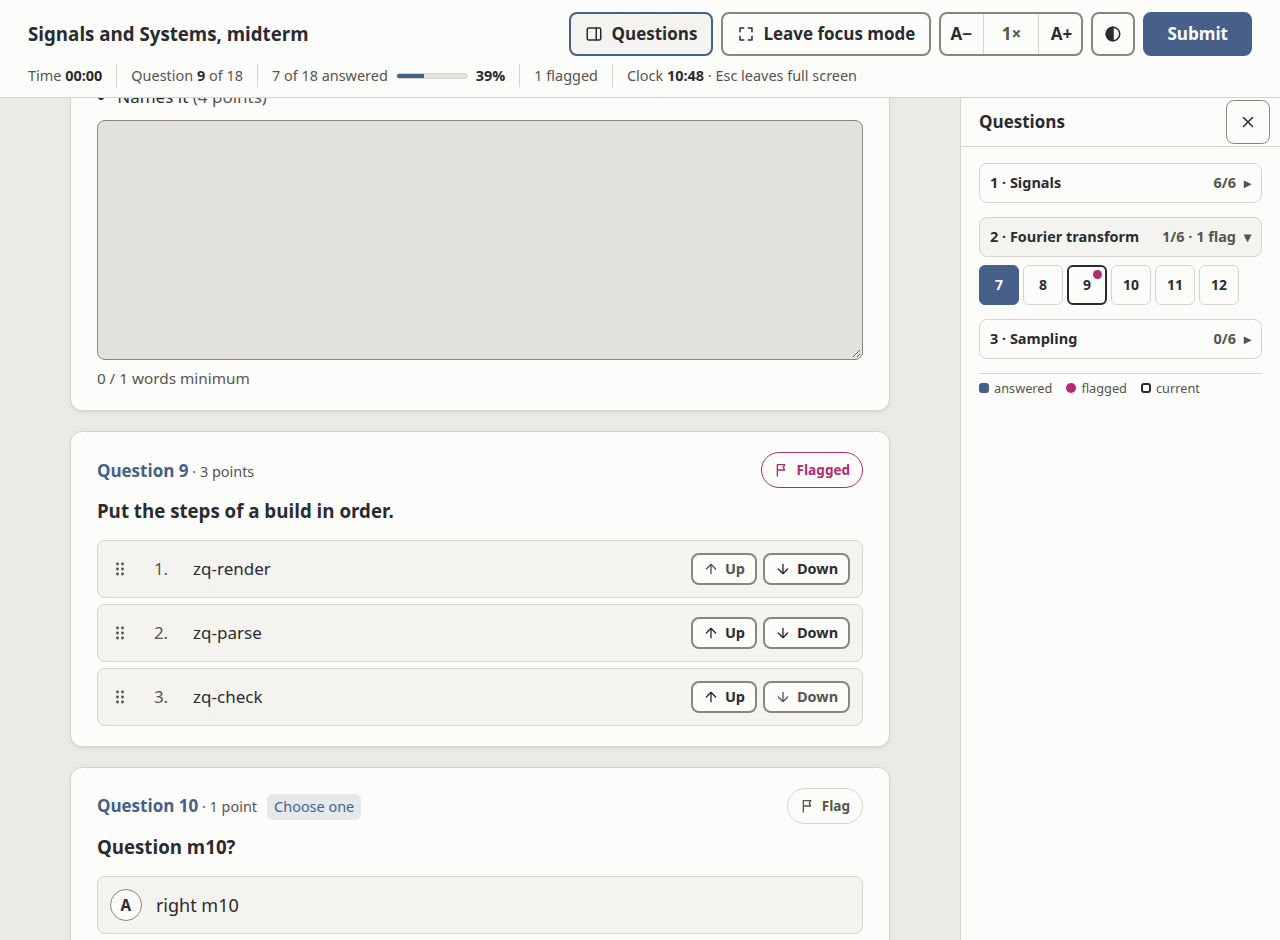 Signals and Systems, midterm
Questions
Leave focus mode
A−
1×
A+
Submit
Time 00:00
Question 9 of 18
7 of 18 answered
39%
1 flagged
Clock 10:48 · Esc leaves full screen
Names it (4 points)
0 / 1 words minimum
Question 9 · 3 points
Flagged
Put the steps of a build in order.
1. zq-render Up Down
2. zq-parse Up Down
3. zq-check Up Down
Question 10 · 1 point Choose one
Flag
Question m10?
A right m10
Questions
1 · Signals 6/6 ▸
2 · Fourier transform 1/6 · 1 flag ▾
7 8 9 10 11 12
3 · Sampling 0/6 ▸
answered flagged current